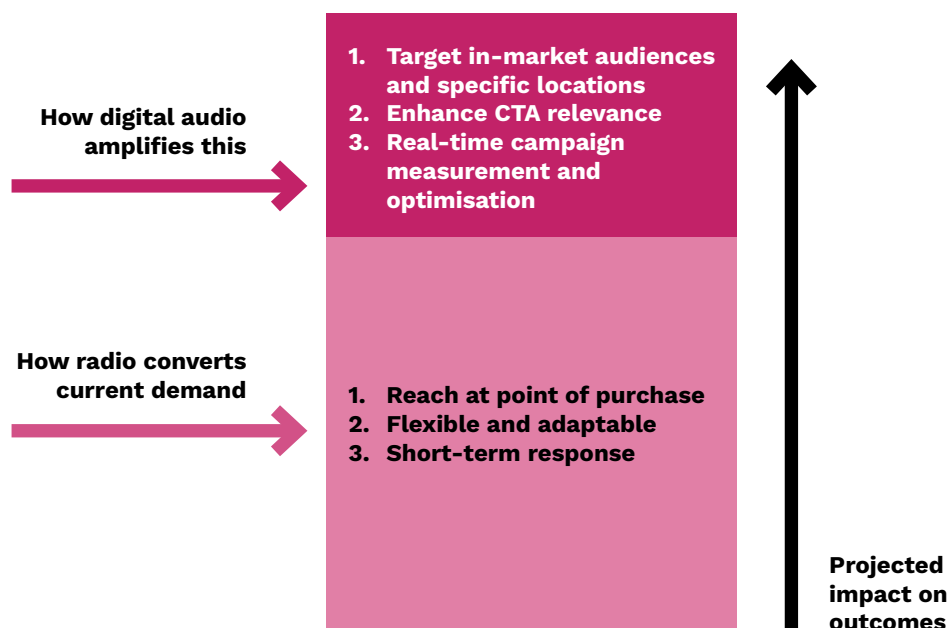 How digital audio
amplifies this
1. Target in-market audiences
and specific locations
2. Enhance CTA relevance
3. Real-time campaign
measurement and
optimisation
How radio converts
current demand
1. Reach at point of purchase
2. Flexible and adaptable
3. Short-term response
Projected
impact on
outcomes